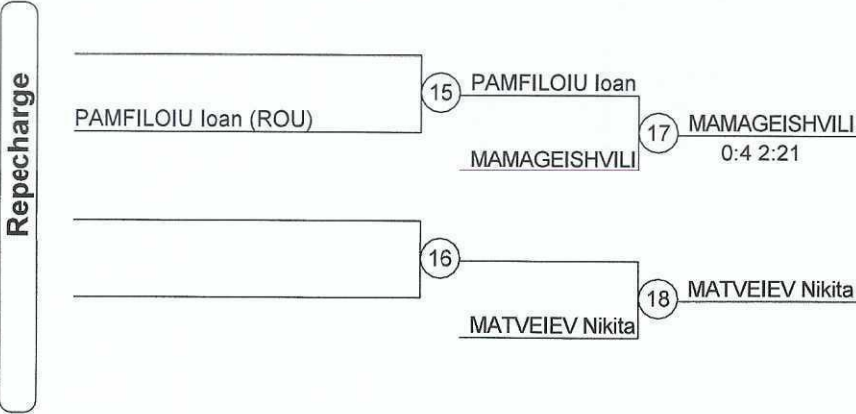 Repecharge
15
PAMFILOIU Ioan
PAMFILOIU Ioan (ROU)
17
MAMAGEISHVILI
0:4 2:21
MAMAGEISHVILI
16
18
MATVEIEV Nikita
MATVEIEV Nikita